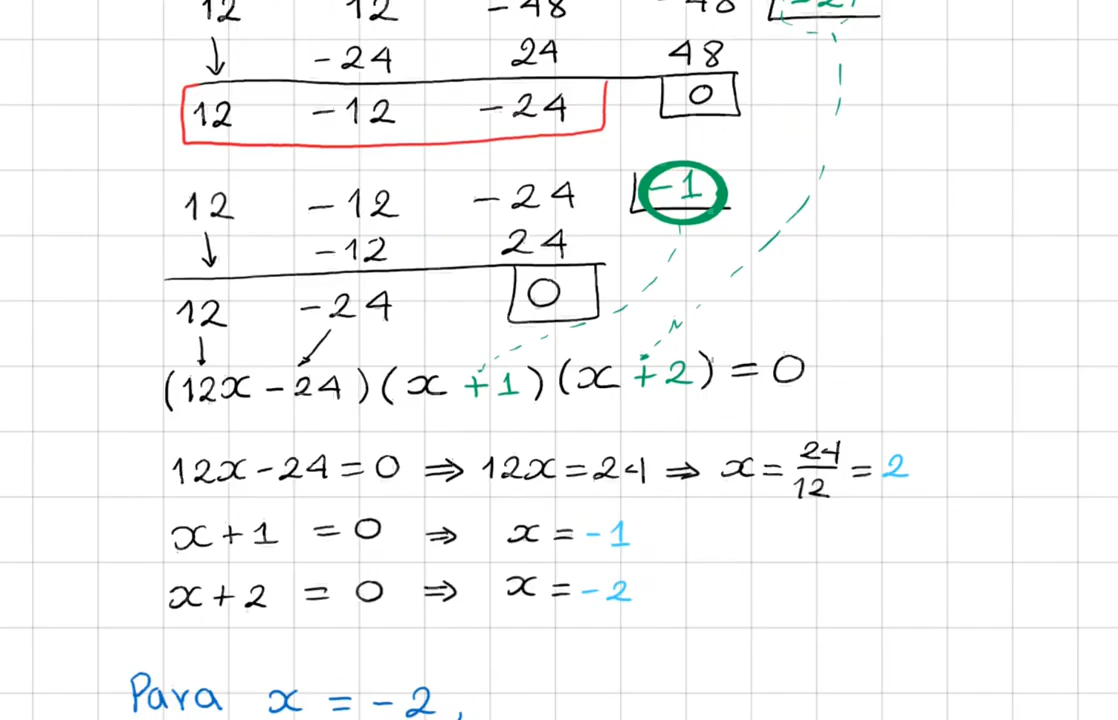 12 12 -48 -48 -2
↓ -24 24 48
12 -12 -24 0
12 -12 -24 -1
↓ -12 24
12 -24 0
↓
(12x - 24)(x + 1)(x + 2) = 0
12x - 24 = 0 ⇒ 12x = 24 ⇒ x = 24/12 = 2
x + 1 = 0 ⇒ x = -1
x + 2 = 0 ⇒ x = -2
Para x = -2,